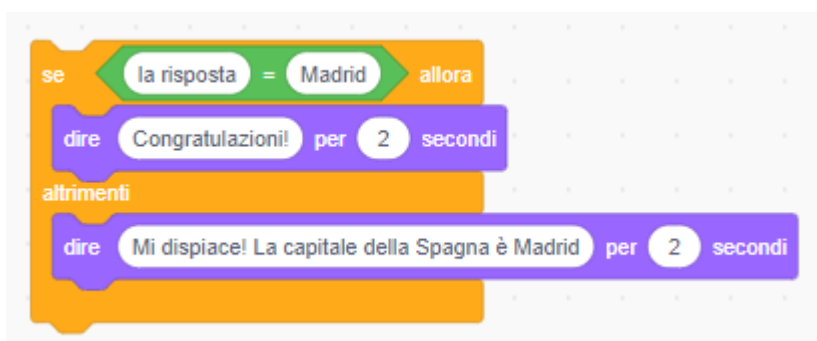 se la risposta = Madrid allora
dire Congratulazioni! per 2 secondi
altrimenti
dire Mi dispiace! La capitale della Spagna è Madrid per 2 secondi